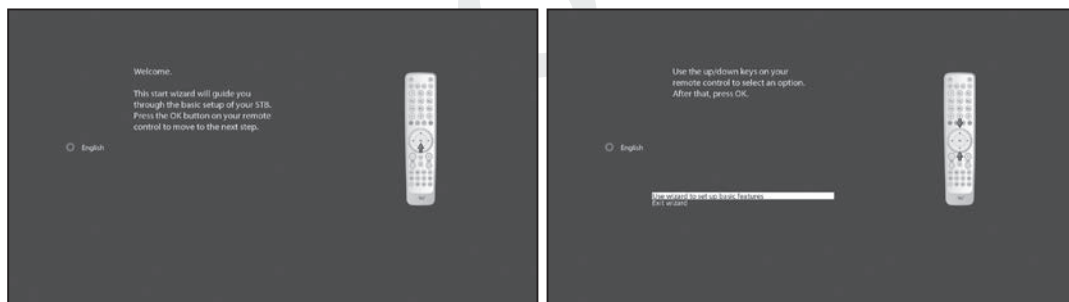 Welcome.
This start wizard will guide you
through the basic setup of your STB.
Press the OK button on your remote
control to move to the next step.
English
Use the up/down keys on your
remote control to select an option.
After that, press OK.
English
Use wizard to set up basic features
Exit wizard